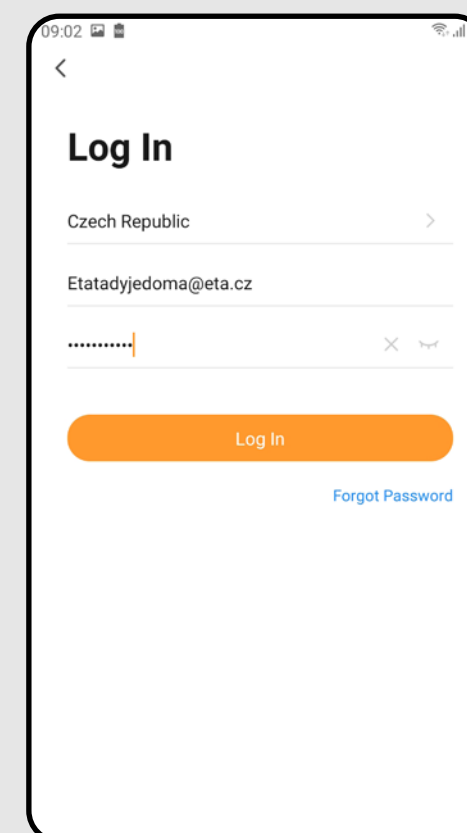 09:02
Log In
Czech Republic
Etatadyjedoma@eta.cz
•••••••••••
Log In
Forgot Password